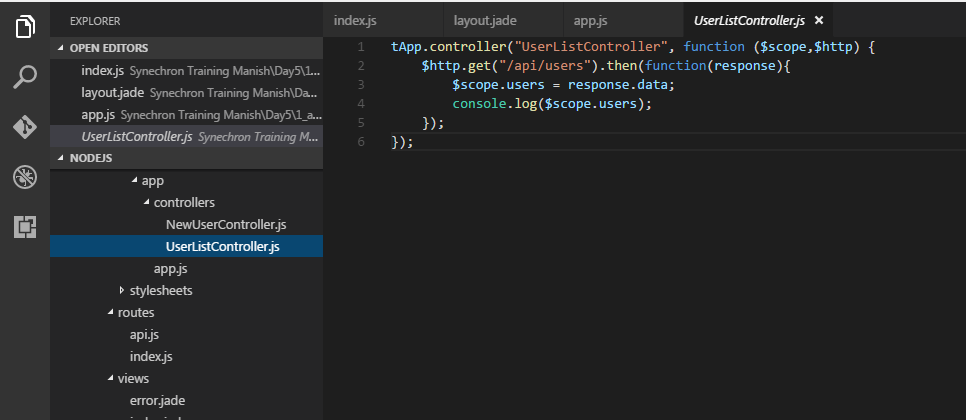 EXPLORER
OPEN EDITORS
index.js Synechron Training Manish\Day5\1...
layout.jade Synechron Training Manish\Da...
app.js Synechron Training Manish\Day5\1_a...
UserListController.js Synechron Training M...
NODEJS
app
controllers
NewUserController.js
UserListController.js
app.js
stylesheets
routes
api.js
index.js
views
error.jade
index.js layout.jade app.js UserListController.js ×
1 tApp.controller("UserListController", function ($scope,$http) {
2 $http.get("/api/users").then(function(response){
3 $scope.users = response.data;
4 console.log($scope.users);
5 });
6 });